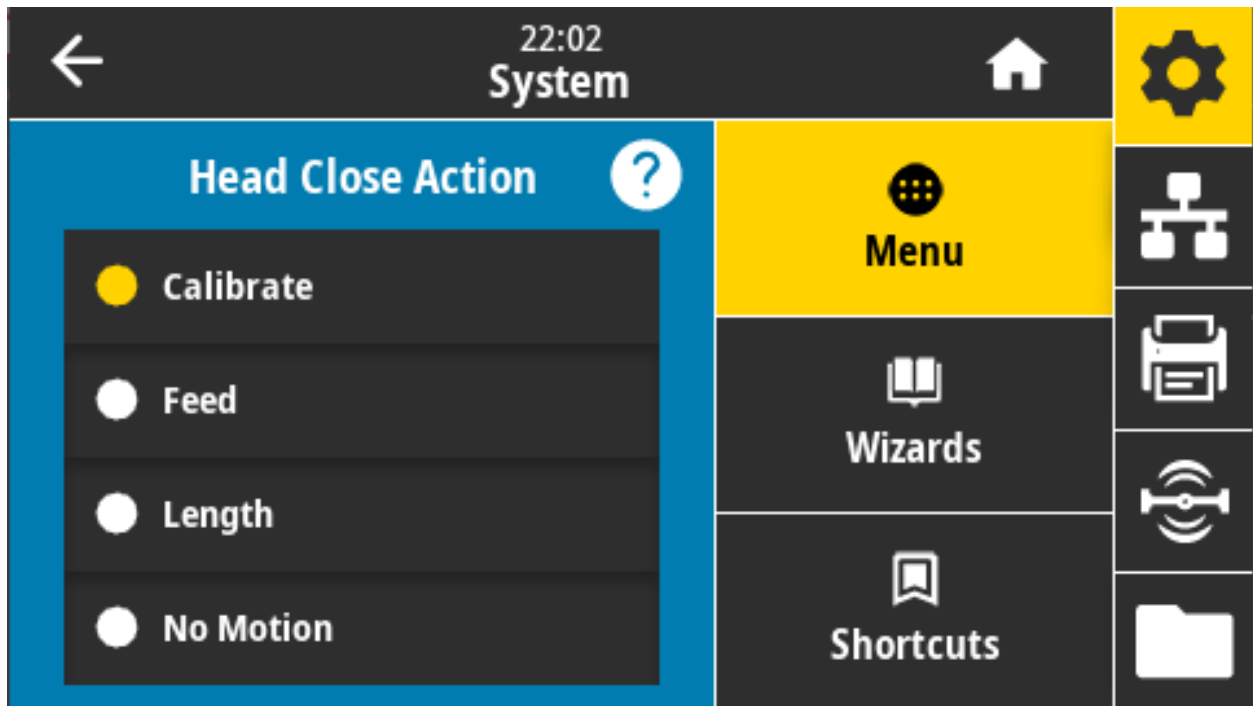 22:02
System
Head Close Action
?
Calibrate
Feed
Length
No Motion
Menu
Wizards
Shortcuts